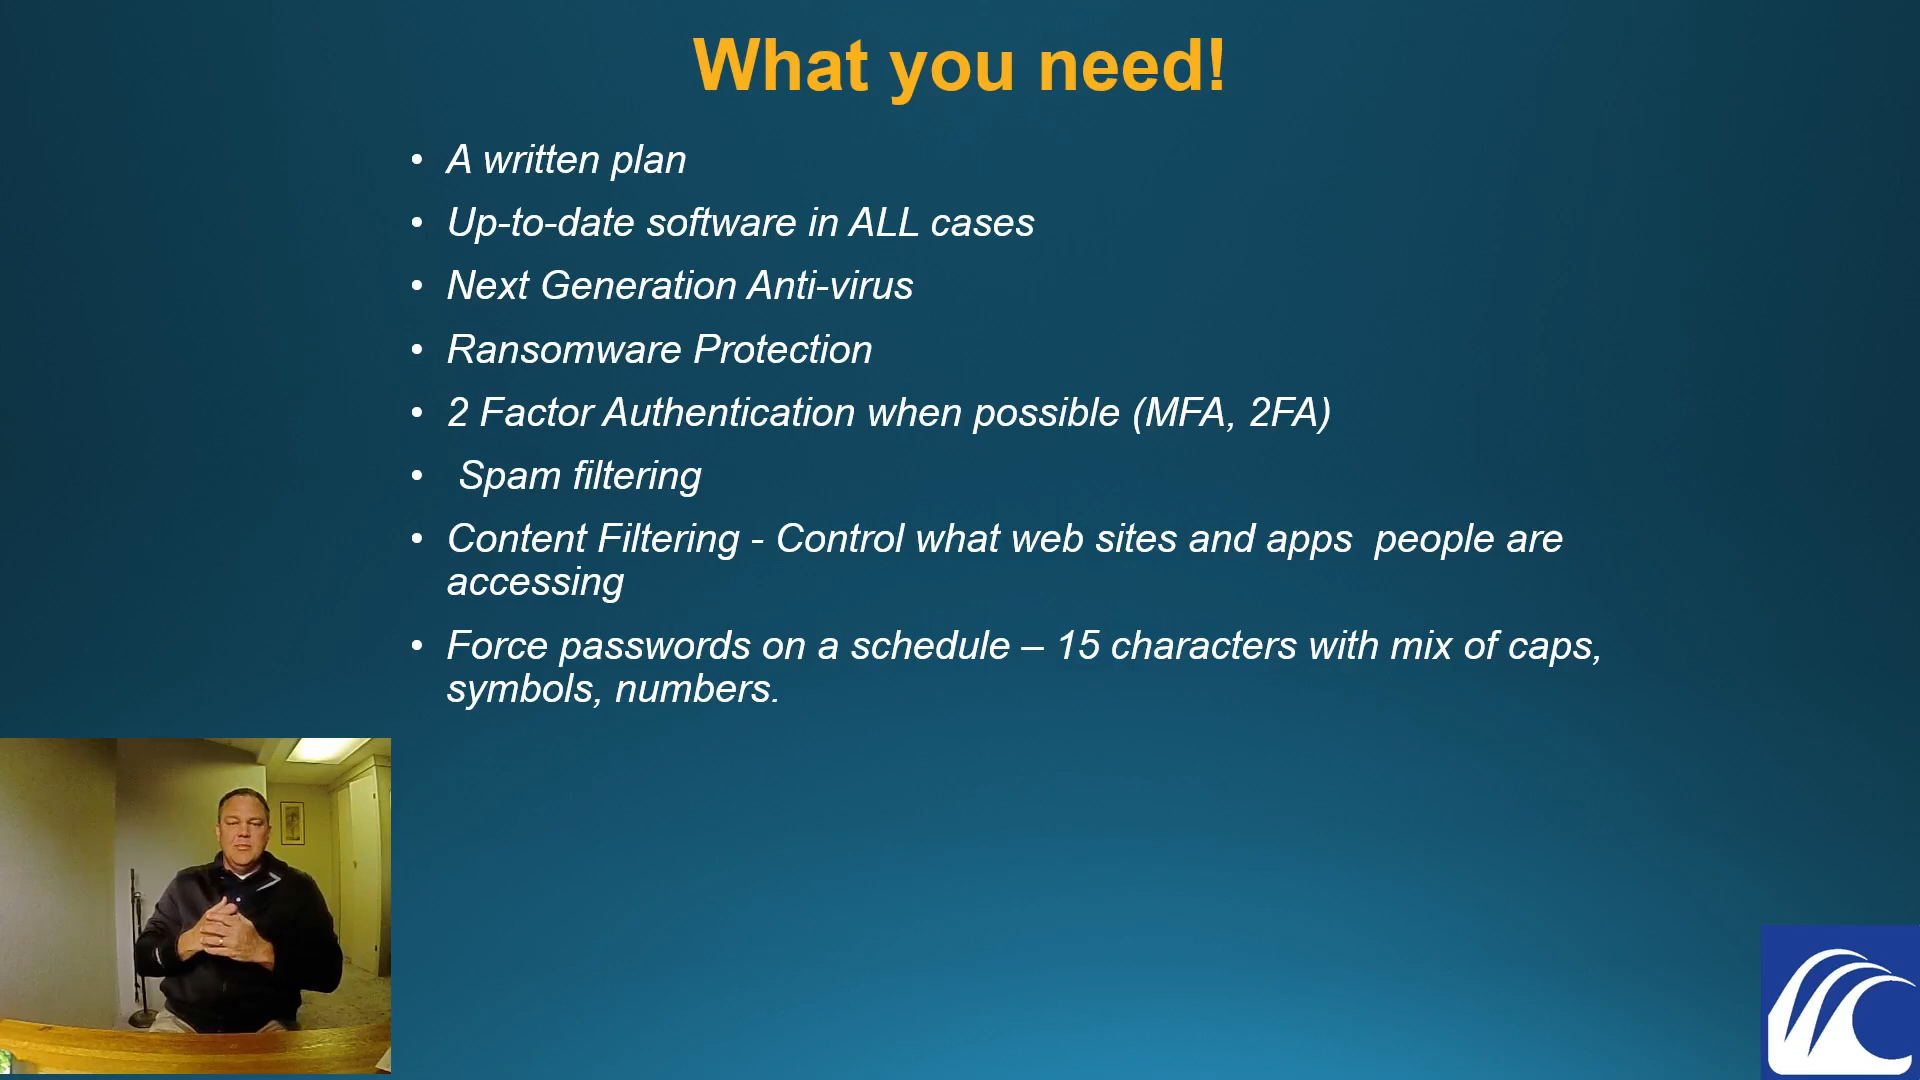 What you need!
• A written plan
• Up-to-date software in ALL cases
• Next Generation Anti-virus
• Ransomware Protection
• 2 Factor Authentication when possible (MFA, 2FA)
• Spam filtering
• Content Filtering - Control what web sites and apps  people are
accessing
• Force passwords on a schedule – 15 characters with mix of caps,
symbols, numbers.